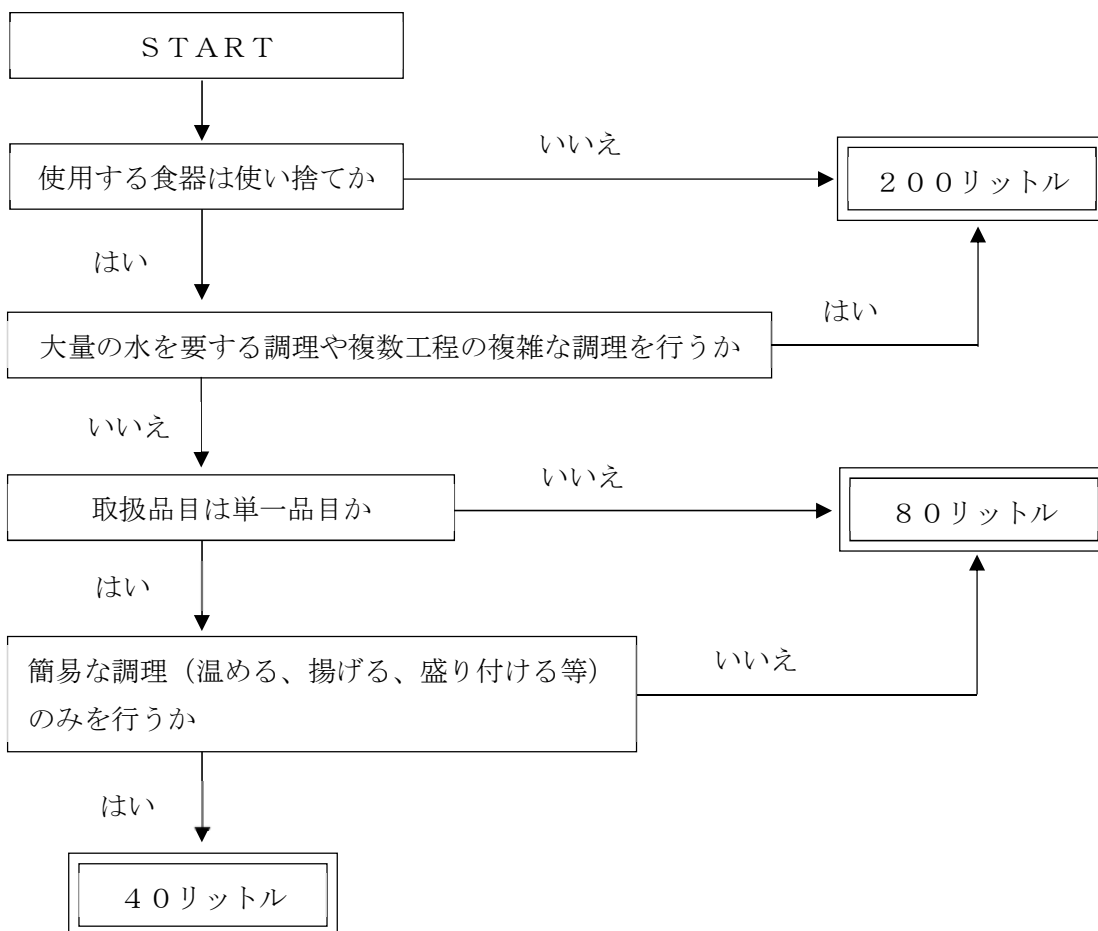 ＳＴＡＲＴ
いいえ
使用する食器は使い捨てか
２００リットル
はい
はい
大量の水を要する調理や複数工程の複雑な調理を行うか
いいえ
いいえ
取扱品目は単一品目か
８０リットル
はい
簡易な調理（温める、揚げる、盛り付ける等）
のみを行うか
いいえ
はい
４０リットル